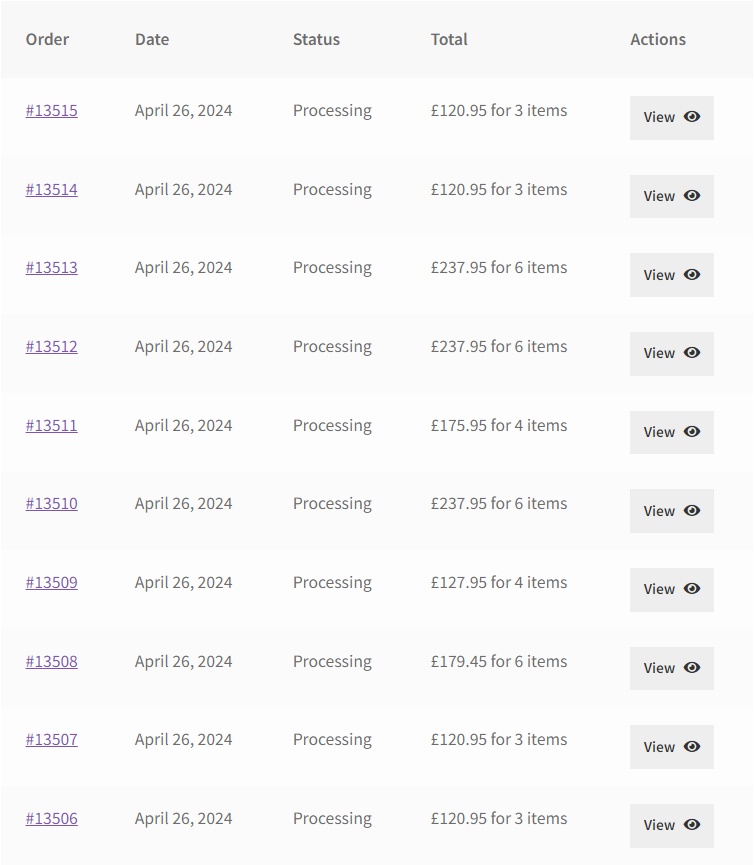 Order Date Status Total Actions
#13515 April 26, 2024 Processing £120.95 for 3 items View
#13514 April 26, 2024 Processing £120.95 for 3 items View
#13513 April 26, 2024 Processing £237.95 for 6 items View
#13512 April 26, 2024 Processing £237.95 for 6 items View
#13511 April 26, 2024 Processing £175.95 for 4 items View
#13510 April 26, 2024 Processing £237.95 for 6 items View
#13509 April 26, 2024 Processing £127.95 for 4 items View
#13508 April 26, 2024 Processing £179.45 for 6 items View
#13507 April 26, 2024 Processing £120.95 for 3 items View
#13506 April 26, 2024 Processing £120.95 for 3 items View